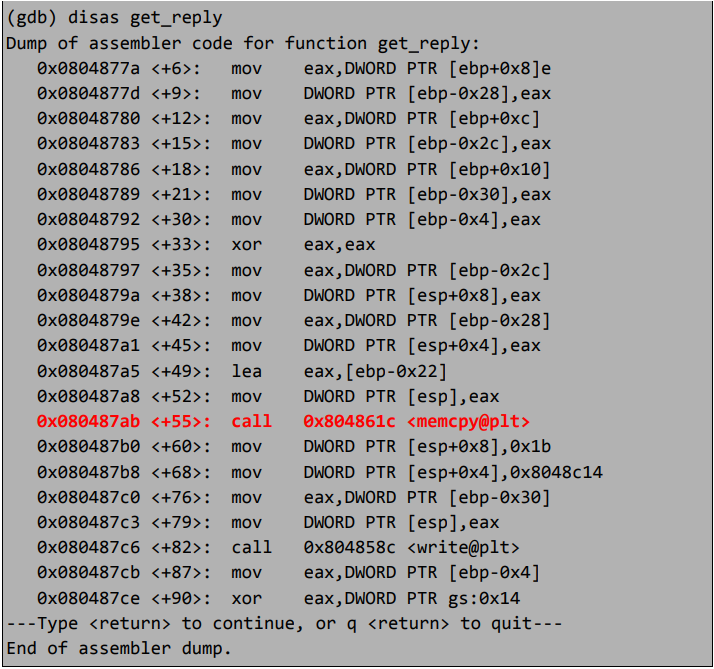 (gdb) disas get_reply
Dump of assembler code for function get_reply:
0x0804877a <+6>: mov eax,DWORD PTR [ebp+0x8]e
0x0804877d <+9>: mov DWORD PTR [ebp-0x28],eax
0x08048780 <+12>: mov eax,DWORD PTR [ebp+0xc]
0x08048783 <+15>: mov DWORD PTR [ebp-0x2c],eax
0x08048786 <+18>: mov eax,DWORD PTR [ebp+0x10]
0x08048789 <+21>: mov DWORD PTR [ebp-0x30],eax
0x08048792 <+30>: mov DWORD PTR [ebp-0x4],eax
0x08048795 <+33>: xor eax,eax
0x08048797 <+35>: mov eax,DWORD PTR [ebp-0x2c]
0x0804879a <+38>: mov DWORD PTR [esp+0x8],eax
0x0804879e <+42>: mov eax,DWORD PTR [ebp-0x28]
0x080487a1 <+45>: mov DWORD PTR [esp+0x4],eax
0x080487a5 <+49>: lea eax,[ebp-0x22]
0x080487a8 <+52>: mov DWORD PTR [esp],eax
0x080487ab <+55>: call 0x804861c <memcpy@plt>
0x080487b0 <+60>: mov DWORD PTR [esp+0x8],0x1b
0x080487b8 <+68>: mov DWORD PTR [esp+0x4],0x8048c14
0x080487c0 <+76>: mov eax,DWORD PTR [ebp-0x30]
0x080487c3 <+79>: mov DWORD PTR [esp],eax
0x080487c6 <+82>: call 0x804858c <write@plt>
0x080487cb <+87>: mov eax,DWORD PTR [ebp-0x4]
0x080487ce <+90>: xor eax,DWORD PTR gs:0x14
---Type <return> to continue, or q <return> to quit---
End of assembler dump.